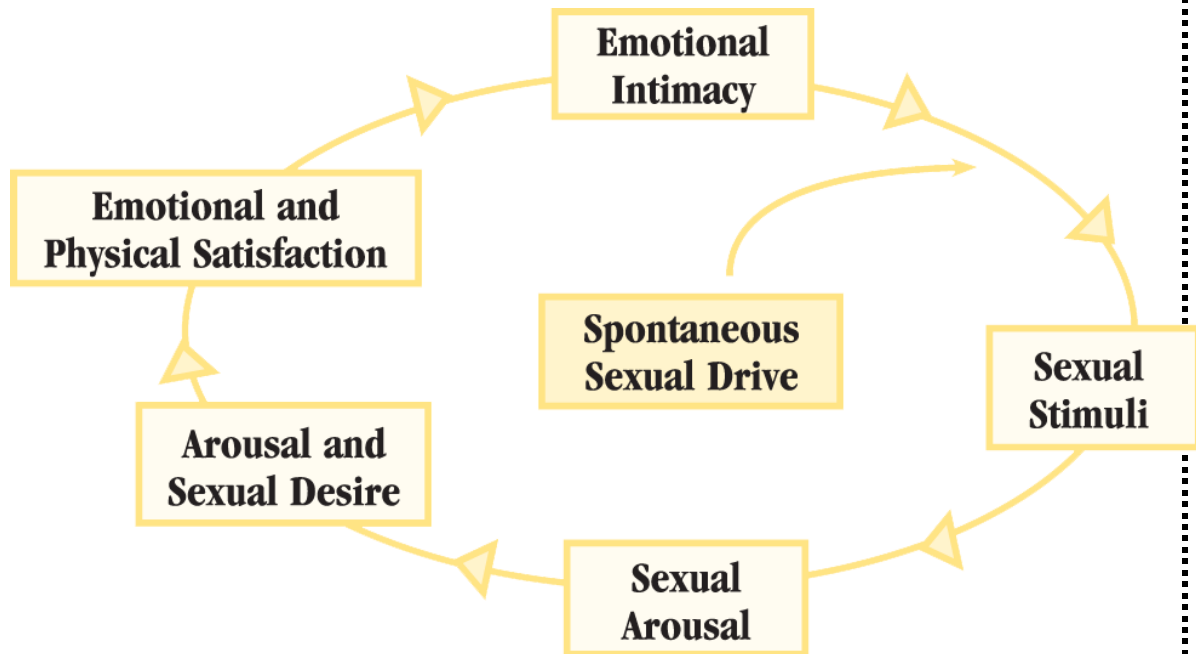 Emotional
Intimacy
Emotional and
Physical Satisfaction
Spontaneous
Sexual Drive
Sexual
Stimuli
Arousal and
Sexual Desire
Sexual
Arousal